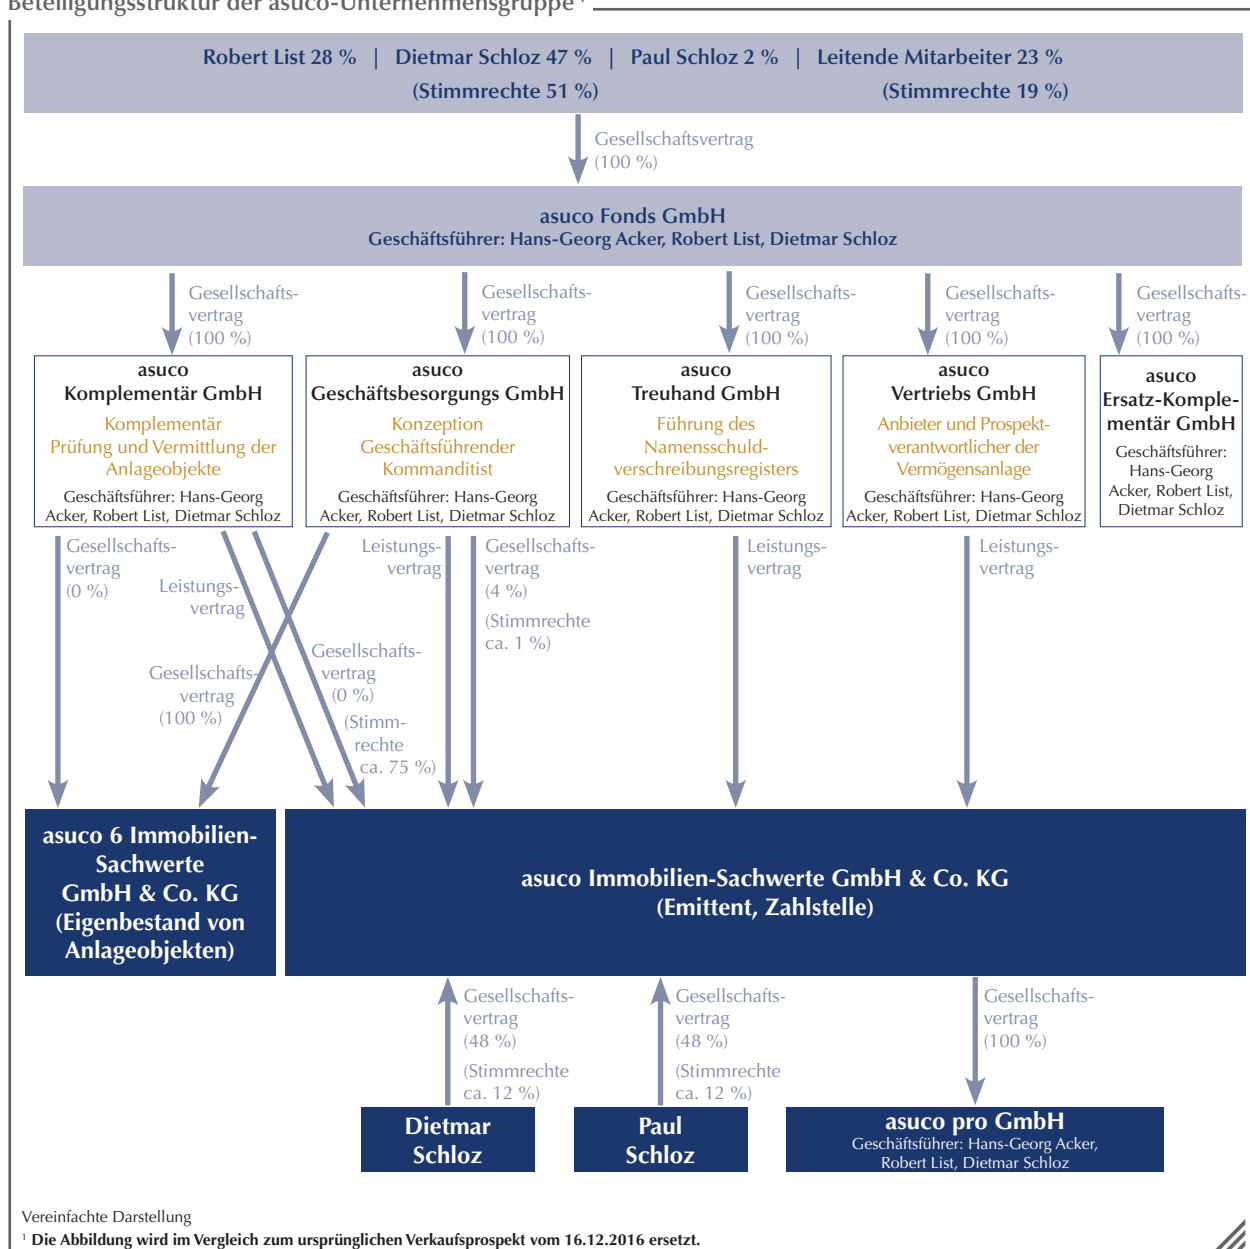 Beteiligungsstruktur der asuco-Unternehmensgruppe ¹
Robert List 28 % | Dietmar Schloz 47 % | Paul Schloz 2 % | Leitende Mitarbeiter 23 %
(Stimmrechte 51 %) (Stimmrechte 19 %)
Gesellschaftsvertrag
(100 %)
asuco Fonds GmbH
Geschäftsführer: Hans-Georg Acker, Robert List, Dietmar Schloz
Gesellschafts-
vertrag
(100 %)
Gesellschafts-
vertrag
(100 %)
Gesellschafts-
vertrag
(100 %)
Gesellschafts-
vertrag
(100 %)
Gesellschafts-
vertrag
(100 %)
asuco
Komplementär GmbH
Komplementär
Prüfung und Vermittlung der
Anlageobjekte
Geschäftsführer: Hans-Georg
Acker, Robert List, Dietmar Schloz
asuco
Geschäftsbesorgungs GmbH
Konzeption
Geschäftsführender
Kommanditist
Geschäftsführer: Hans-Georg
Acker, Robert List, Dietmar Schloz
asuco
Treuhand GmbH
Führung des
Namensschuld-
verschreibungsregisters
Geschäftsführer: Hans-Georg
Acker, Robert List, Dietmar Schloz
asuco
Vertriebs GmbH
Anbieter und Prospekt-
verantwortlicher der
Vermögensanlage
Geschäftsführer: Hans-Georg
Acker, Robert List, Dietmar Schloz
asuco
Ersatz-Komple-
mentär GmbH
Geschäftsführer:
Hans-Georg
Acker, Robert List,
Dietmar Schloz
Gesellschafts-
vertrag
(0 %)
Leistungs-
vertrag
Gesellschafts-
vertrag
(100 %)
Gesellschafts-
vertrag
(0 %)
(Stimm-
rechte
ca. 75 %)
Leistungs-
vertrag
Gesellschafts-
vertrag
(4 %)
(Stimmrechte
ca. 1 %)
Leistungs-
vertrag
Leistungs-
vertrag
asuco 6 Immobilien-
Sachwerte
GmbH & Co. KG
(Eigenbestand von
Anlageobjekten)
asuco Immobilien-Sachwerte GmbH & Co. KG
(Emittent, Zahlstelle)
Gesellschafts-
vertrag
(48 %)
(Stimmrechte
ca. 12 %)
Gesellschafts-
vertrag
(48 %)
(Stimmrechte
ca. 12 %)
Gesellschafts-
vertrag
(100 %)
Dietmar
Schloz
Paul
Schloz
asuco pro GmbH
Geschäftsführer: Hans-Georg Acker,
Robert List, Dietmar Schloz
Vereinfachte Darstellung
¹ Die Abbildung wird im Vergleich zum ursprünglichen Verkaufsprospekt vom 16.12.2016 ersetzt.